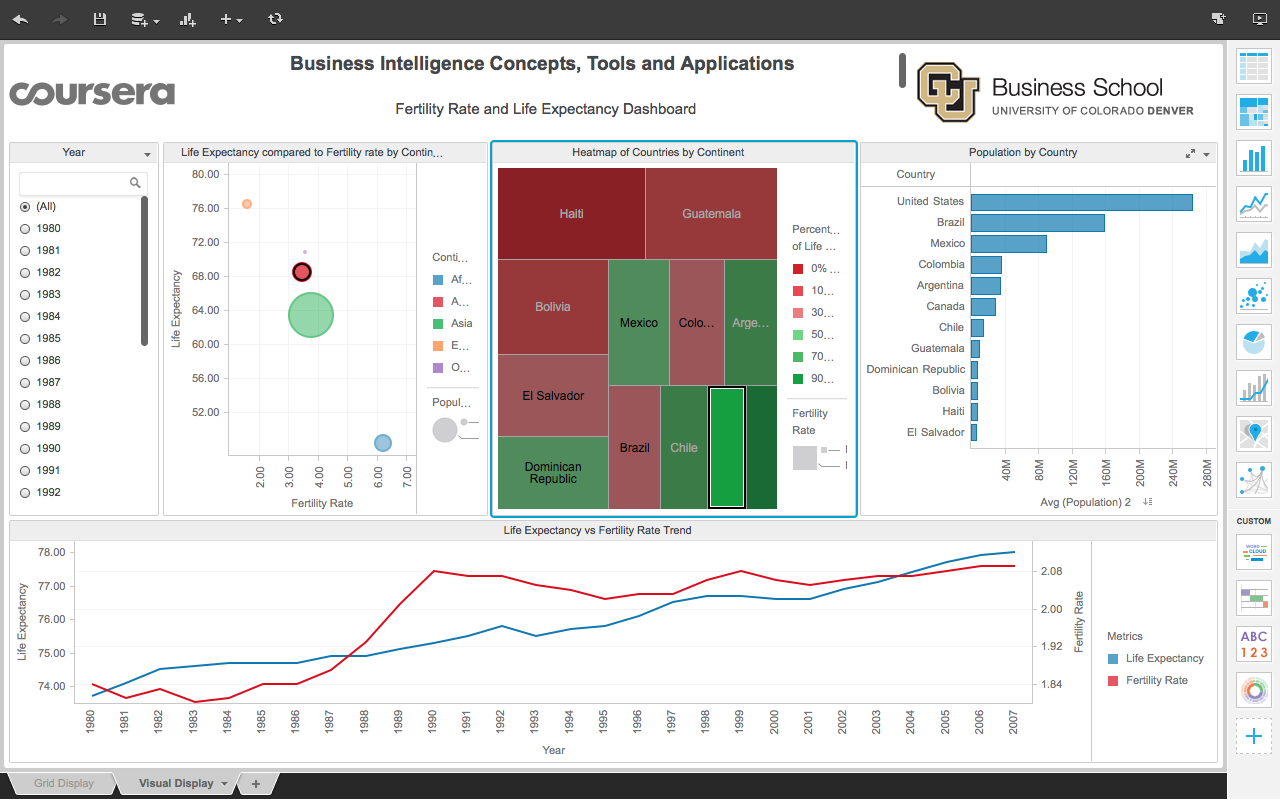 Business Intelligence Concepts, Tools and Applications
coursera
Fertility Rate and Life Expectancy Dashboard
CU
Business School
UNIVERSITY OF COLORADO DENVER
Year
(All)
1980
1981
1982
1983
1984
1985
1986
1987
1988
1989
1990
1991
1992
Life Expectancy compared to Fertility rate by Contin...
80.00
76.00
72.00
68.00
64.00
60.00
56.00
52.00
Life Expectancy
2.00
3.00
4.00
5.00
6.00
7.00
Fertility Rate
Conti...
Af...
A...
Asia
E...
O...
Popul...
Heatmap of Countries by Continent
Haiti
Guatemala
Bolivia
Mexico
Colo...
Arge...
El Salvador
Dominican
Republic
Brazil
Chile
Percent...
of Life ...
0% ...
10...
30...
50...
70...
90...
Fertility
Rate
Population by Country
Country
United States
Brazil
Mexico
Colombia
Argentina
Canada
Chile
Guatemala
Dominican Republic
Bolivia
Haiti
El Salvador
40M
80M
120M
160M
200M
240M
280M
Avg (Population) 2
Life Expectancy vs Fertility Rate Trend
78.00
77.00
76.00
75.00
74.00
Life Expectancy
2.08
2.00
1.92
1.84
Fertility Rate
1980
1981
1982
1983
1984
1985
1986
1987
1988
1989
1990
1991
1992
1993
1994
1995
1996
1997
1998
1999
2000
2001
2002
2003
2004
2005
2006
2007
Year
Metrics
Life Expectancy
Fertility Rate
CUSTOM
WORD
CLOUD
ABC
123
Grid Display
Visual Display